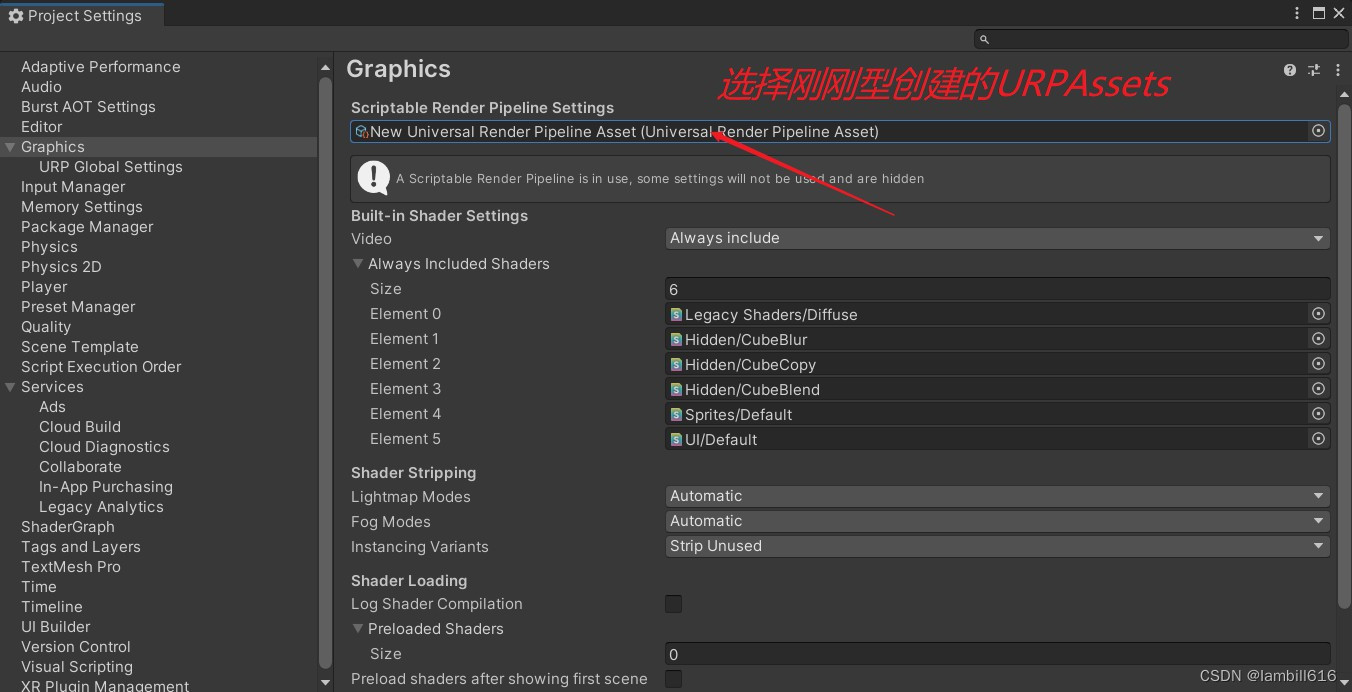 Project Settings
Adaptive Performance
Audio
Burst AOT Settings
Editor
Graphics
URP Global Settings
Input Manager
Memory Settings
Package Manager
Physics
Physics 2D
Player
Preset Manager
Quality
Scene Template
Script Execution Order
Services
Ads
Cloud Build
Cloud Diagnostics
Collaborate
In-App Purchasing
Legacy Analytics
ShaderGraph
Tags and Layers
TextMesh Pro
Time
Timeline
UI Builder
Version Control
Visual Scripting
XR Plugin Management
Graphics
选择刚刚型创建的URPAssets
Scriptable Render Pipeline Settings
New Universal Render Pipeline Asset (Universal Render Pipeline Asset)
A Scriptable Render Pipeline is in use, some settings will not be used and are hidden
Built-in Shader Settings
Video Always include
Always Included Shaders
Size 6
Element 0 Legacy Shaders/Diffuse
Element 1 Hidden/CubeBlur
Element 2 Hidden/CubeCopy
Element 3 Hidden/CubeBlend
Element 4 Sprites/Default
Element 5 UI/Default
Shader Stripping
Lightmap Modes Automatic
Fog Modes Automatic
Instancing Variants Strip Unused
Shader Loading
Log Shader Compilation
Preloaded Shaders
Size 0
Preload shaders after showing first scene
CSDN @Iambill616